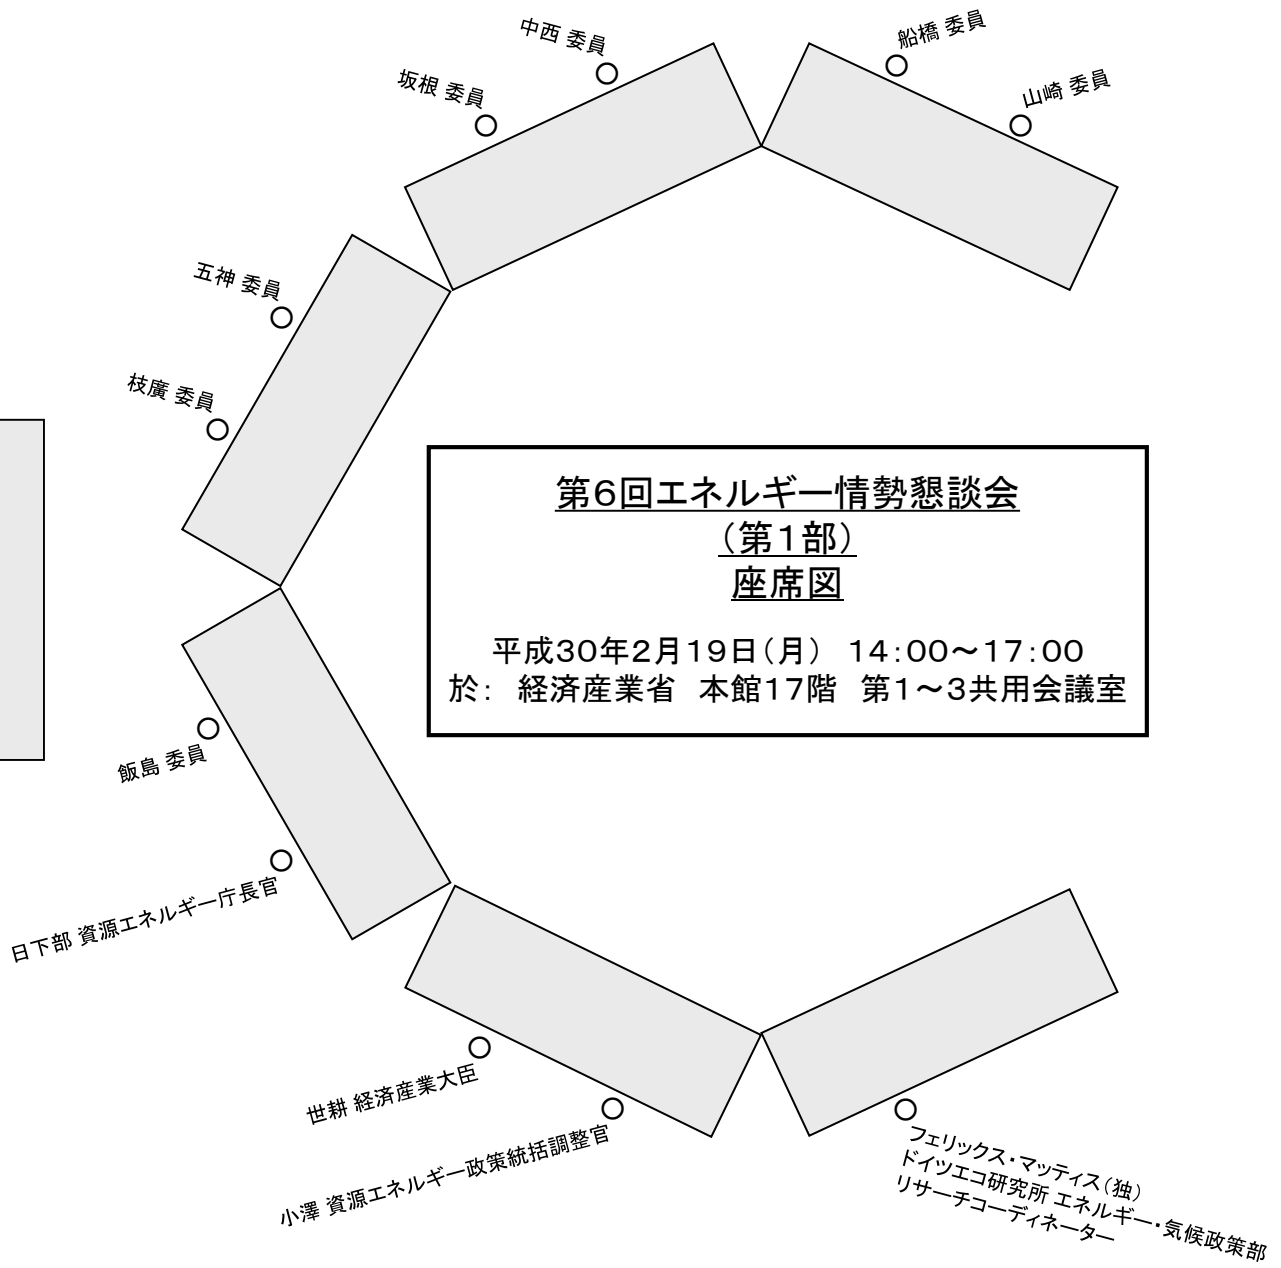 中西 委員
船橋 委員
坂根 委員
山崎 委員
五神 委員
枝廣 委員
第6回エネルギー情勢懇談会
（第1部）
座席図
平成30年2月19日（月） 14:00～17:00
於： 経済産業省 本館17階 第1～3共用会議室
飯島 委員
日下部 資源エネルギー庁長官
世耕 経済産業大臣
小澤 資源エネルギー政策統括調整官
フェリックス・マッティス（独）
ドイツエコ研究所 エネルギー・気候政策部
リサーチコーディネーター